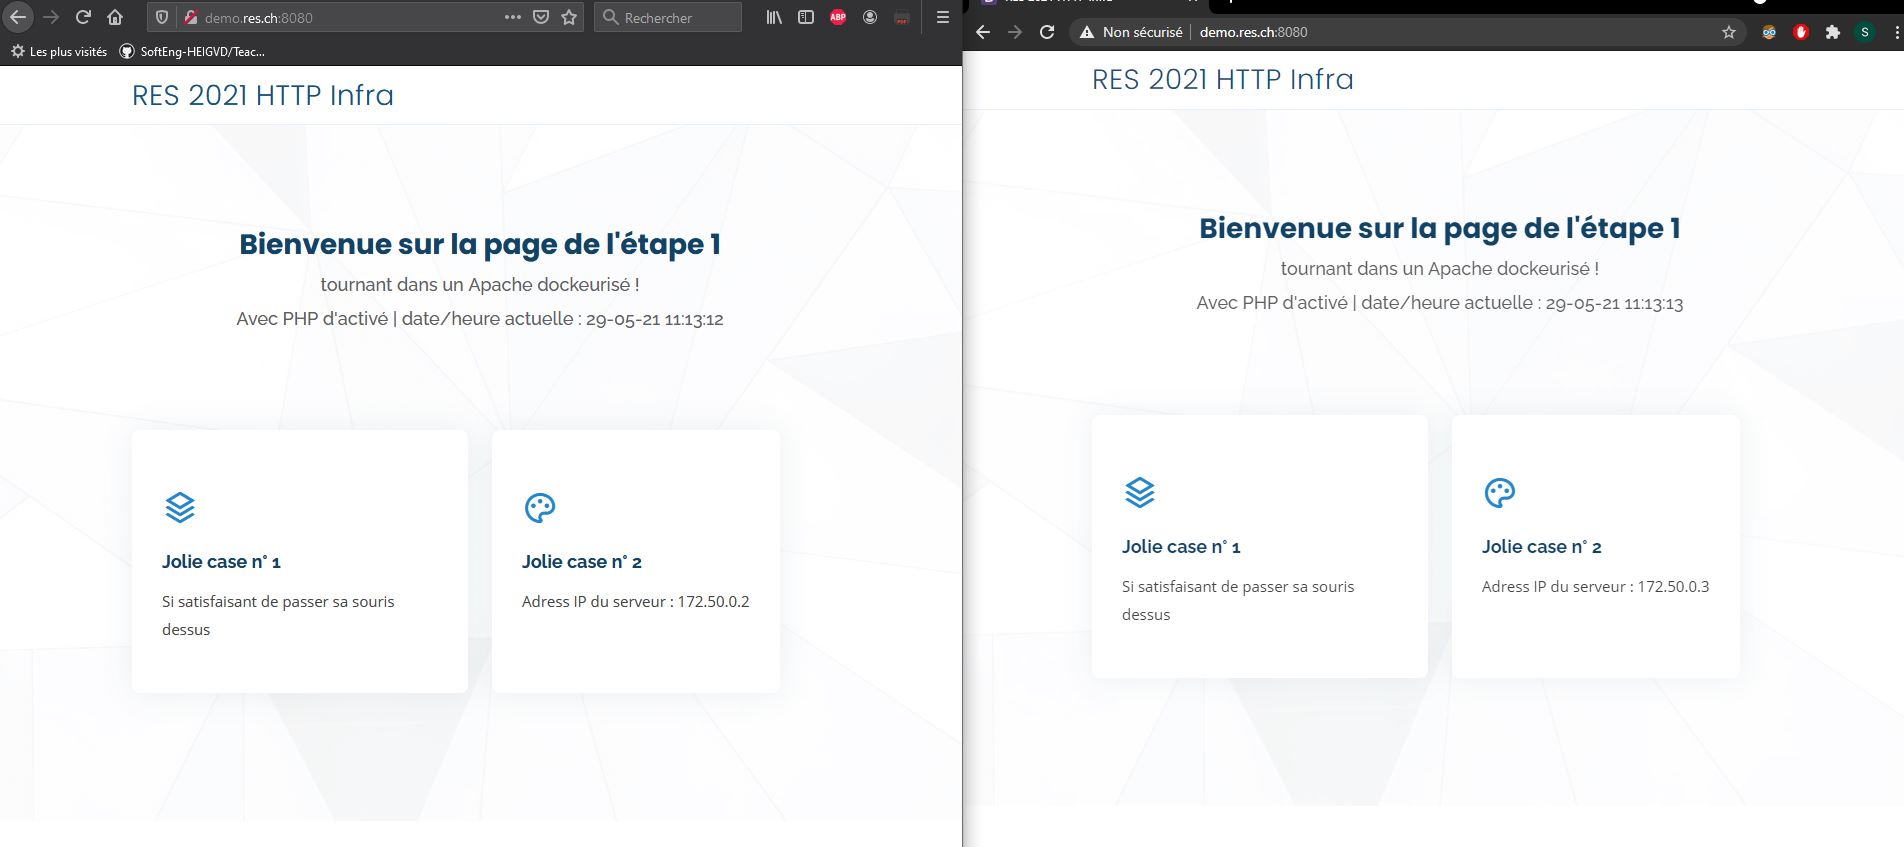 demo.res.ch:8080
Rechercher
ABP
PDF
Les plus visités
SoftEng-HEIGVD/Teac...
RES 2021 HTTP Infra
Bienvenue sur la page de l'étape 1
tournant dans un Apache dockeurisé !
Avec PHP d'activé | date/heure actuelle : 29-05-21 11:13:12
Jolie case n° 1
Si satisfaisant de passer sa souris
dessus
Jolie case n° 2
Adress IP du serveur : 172.50.0.2
Non sécurisé
demo.res.ch:8080
S
RES 2021 HTTP Infra
Bienvenue sur la page de l'étape 1
tournant dans un Apache dockeurisé !
Avec PHP d'activé | date/heure actuelle : 29-05-21 11:13:13
Jolie case n° 1
Si satisfaisant de passer sa souris
dessus
Jolie case n° 2
Adress IP du serveur : 172.50.0.3